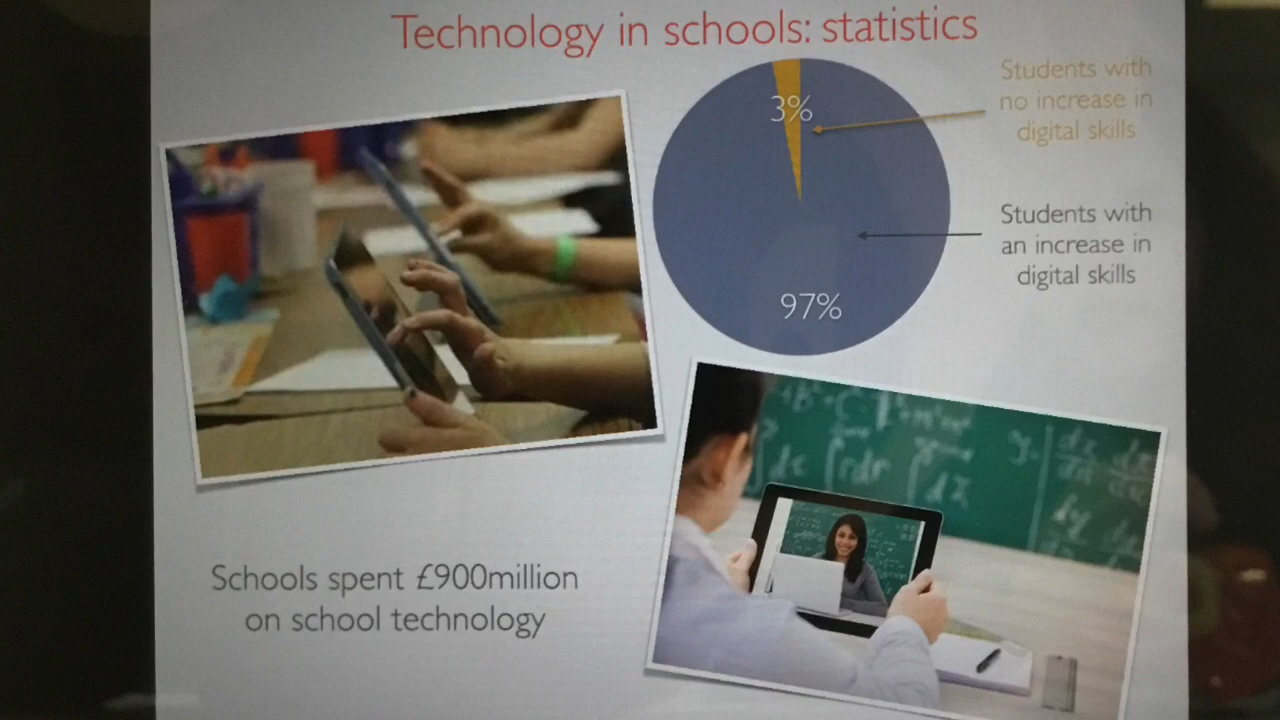 Technology in schools: statistics
Students with
no increase in
digital skills
3%
Students with
an increase in
digital skills
97%
Schools spent £900million
on school technology